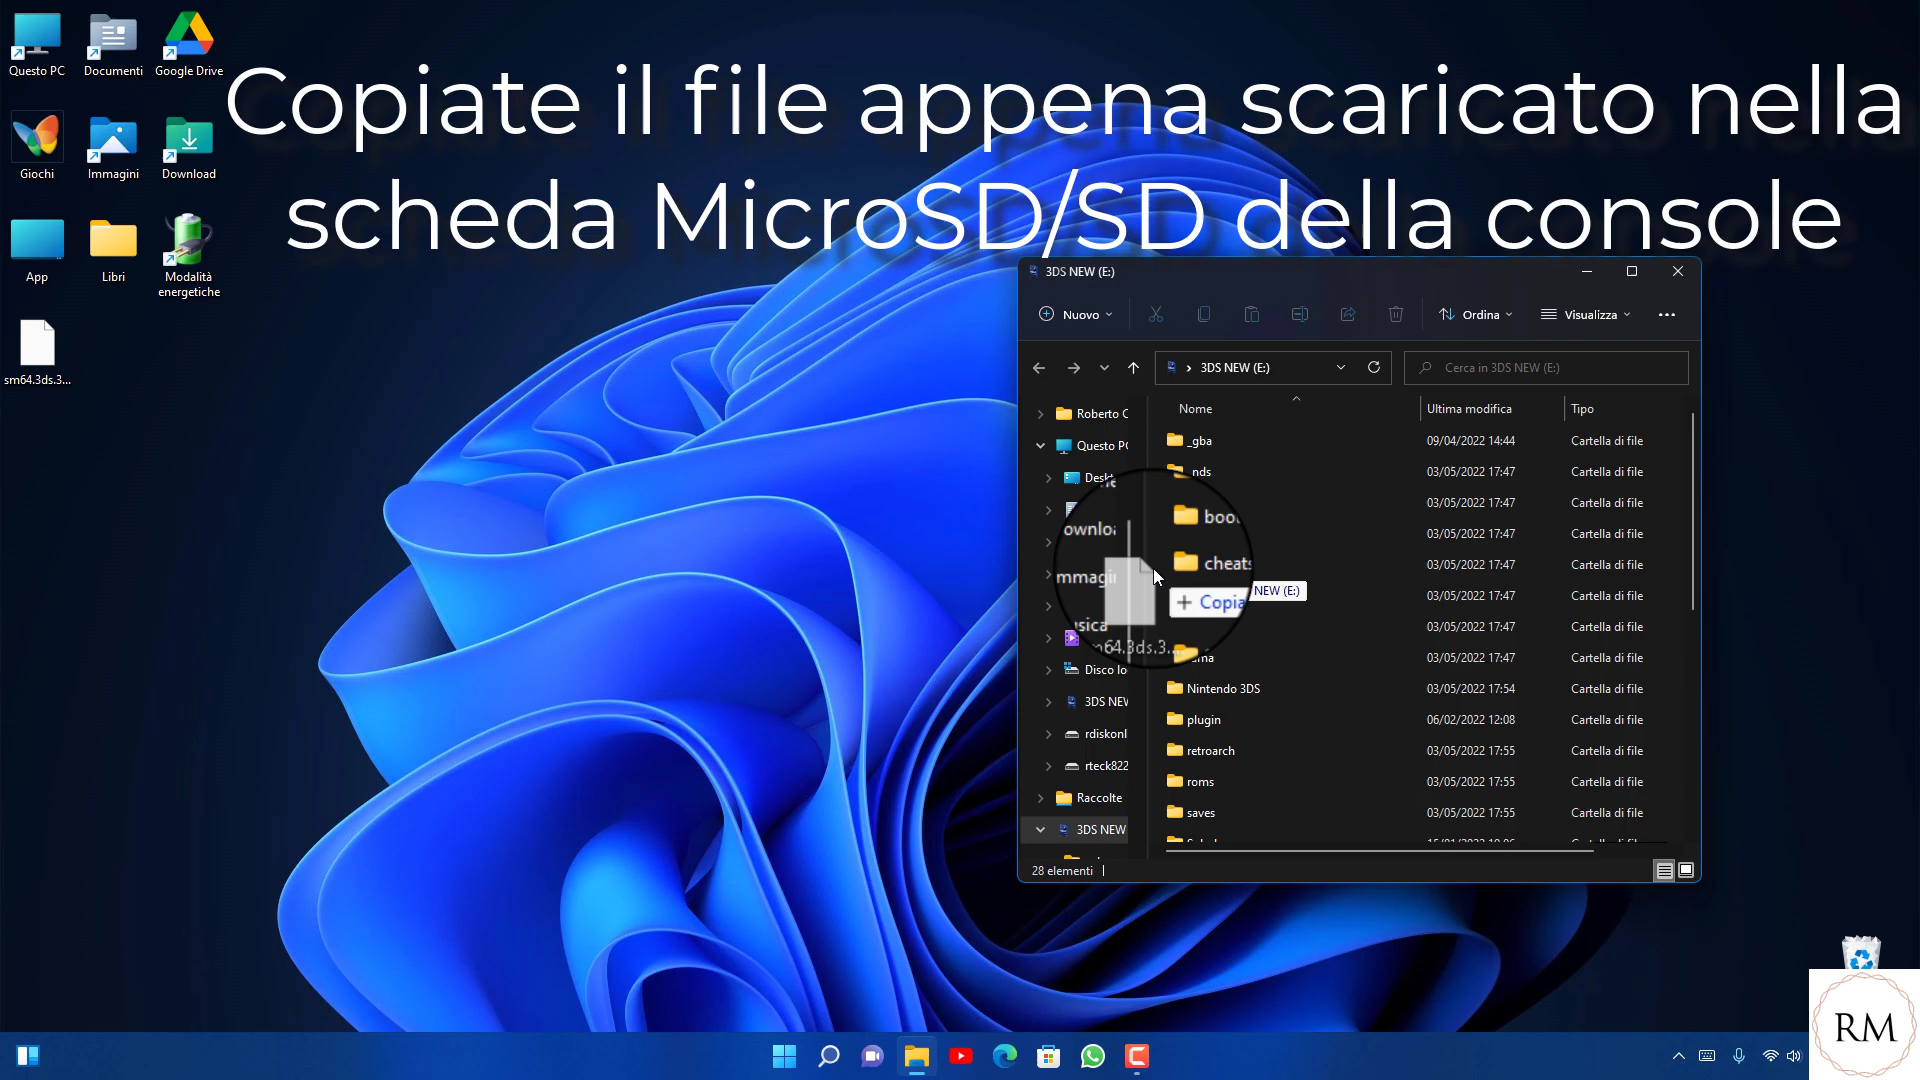 Copiate il file appena scaricato nella
scheda MicroSD/SD della console
Questo PC
Documenti
Google Drive
Giochi
Immagini
Download
App
Libri
Modalità
energetiche
sm64.3ds.3...
3DS NEW (E:)
Nuovo
Ordina
Visualizza
3DS NEW (E:)
Cerca in 3DS NEW (E:)
Nome
Ultima modifica
Tipo
Roberto C
_gba
09/04/2022 14:44
Cartella di file
Questo PC
_nds
03/05/2022 17:47
Cartella di file
03/05/2022 17:47
Cartella di file
ownloa
03/05/2022 17:47
Cartella di file
cheats
03/05/2022 17:47
Cartella di file
mmagin
+ Copia
NEW (E:)
03/05/2022 17:47
Cartella di file
03/05/2022 17:47
Cartella di file
03/05/2022 17:47
Cartella di file
Disco lo
Nintendo 3DS
03/05/2022 17:54
Cartella di file
3DS NEW
plugin
06/02/2022 12:08
Cartella di file
rdiskonl
retroarch
03/05/2022 17:55
Cartella di file
rteck822
roms
03/05/2022 17:55
Cartella di file
Raccolte
saves
03/05/2022 17:55
Cartella di file
3DS NEW
28 elementi
RM